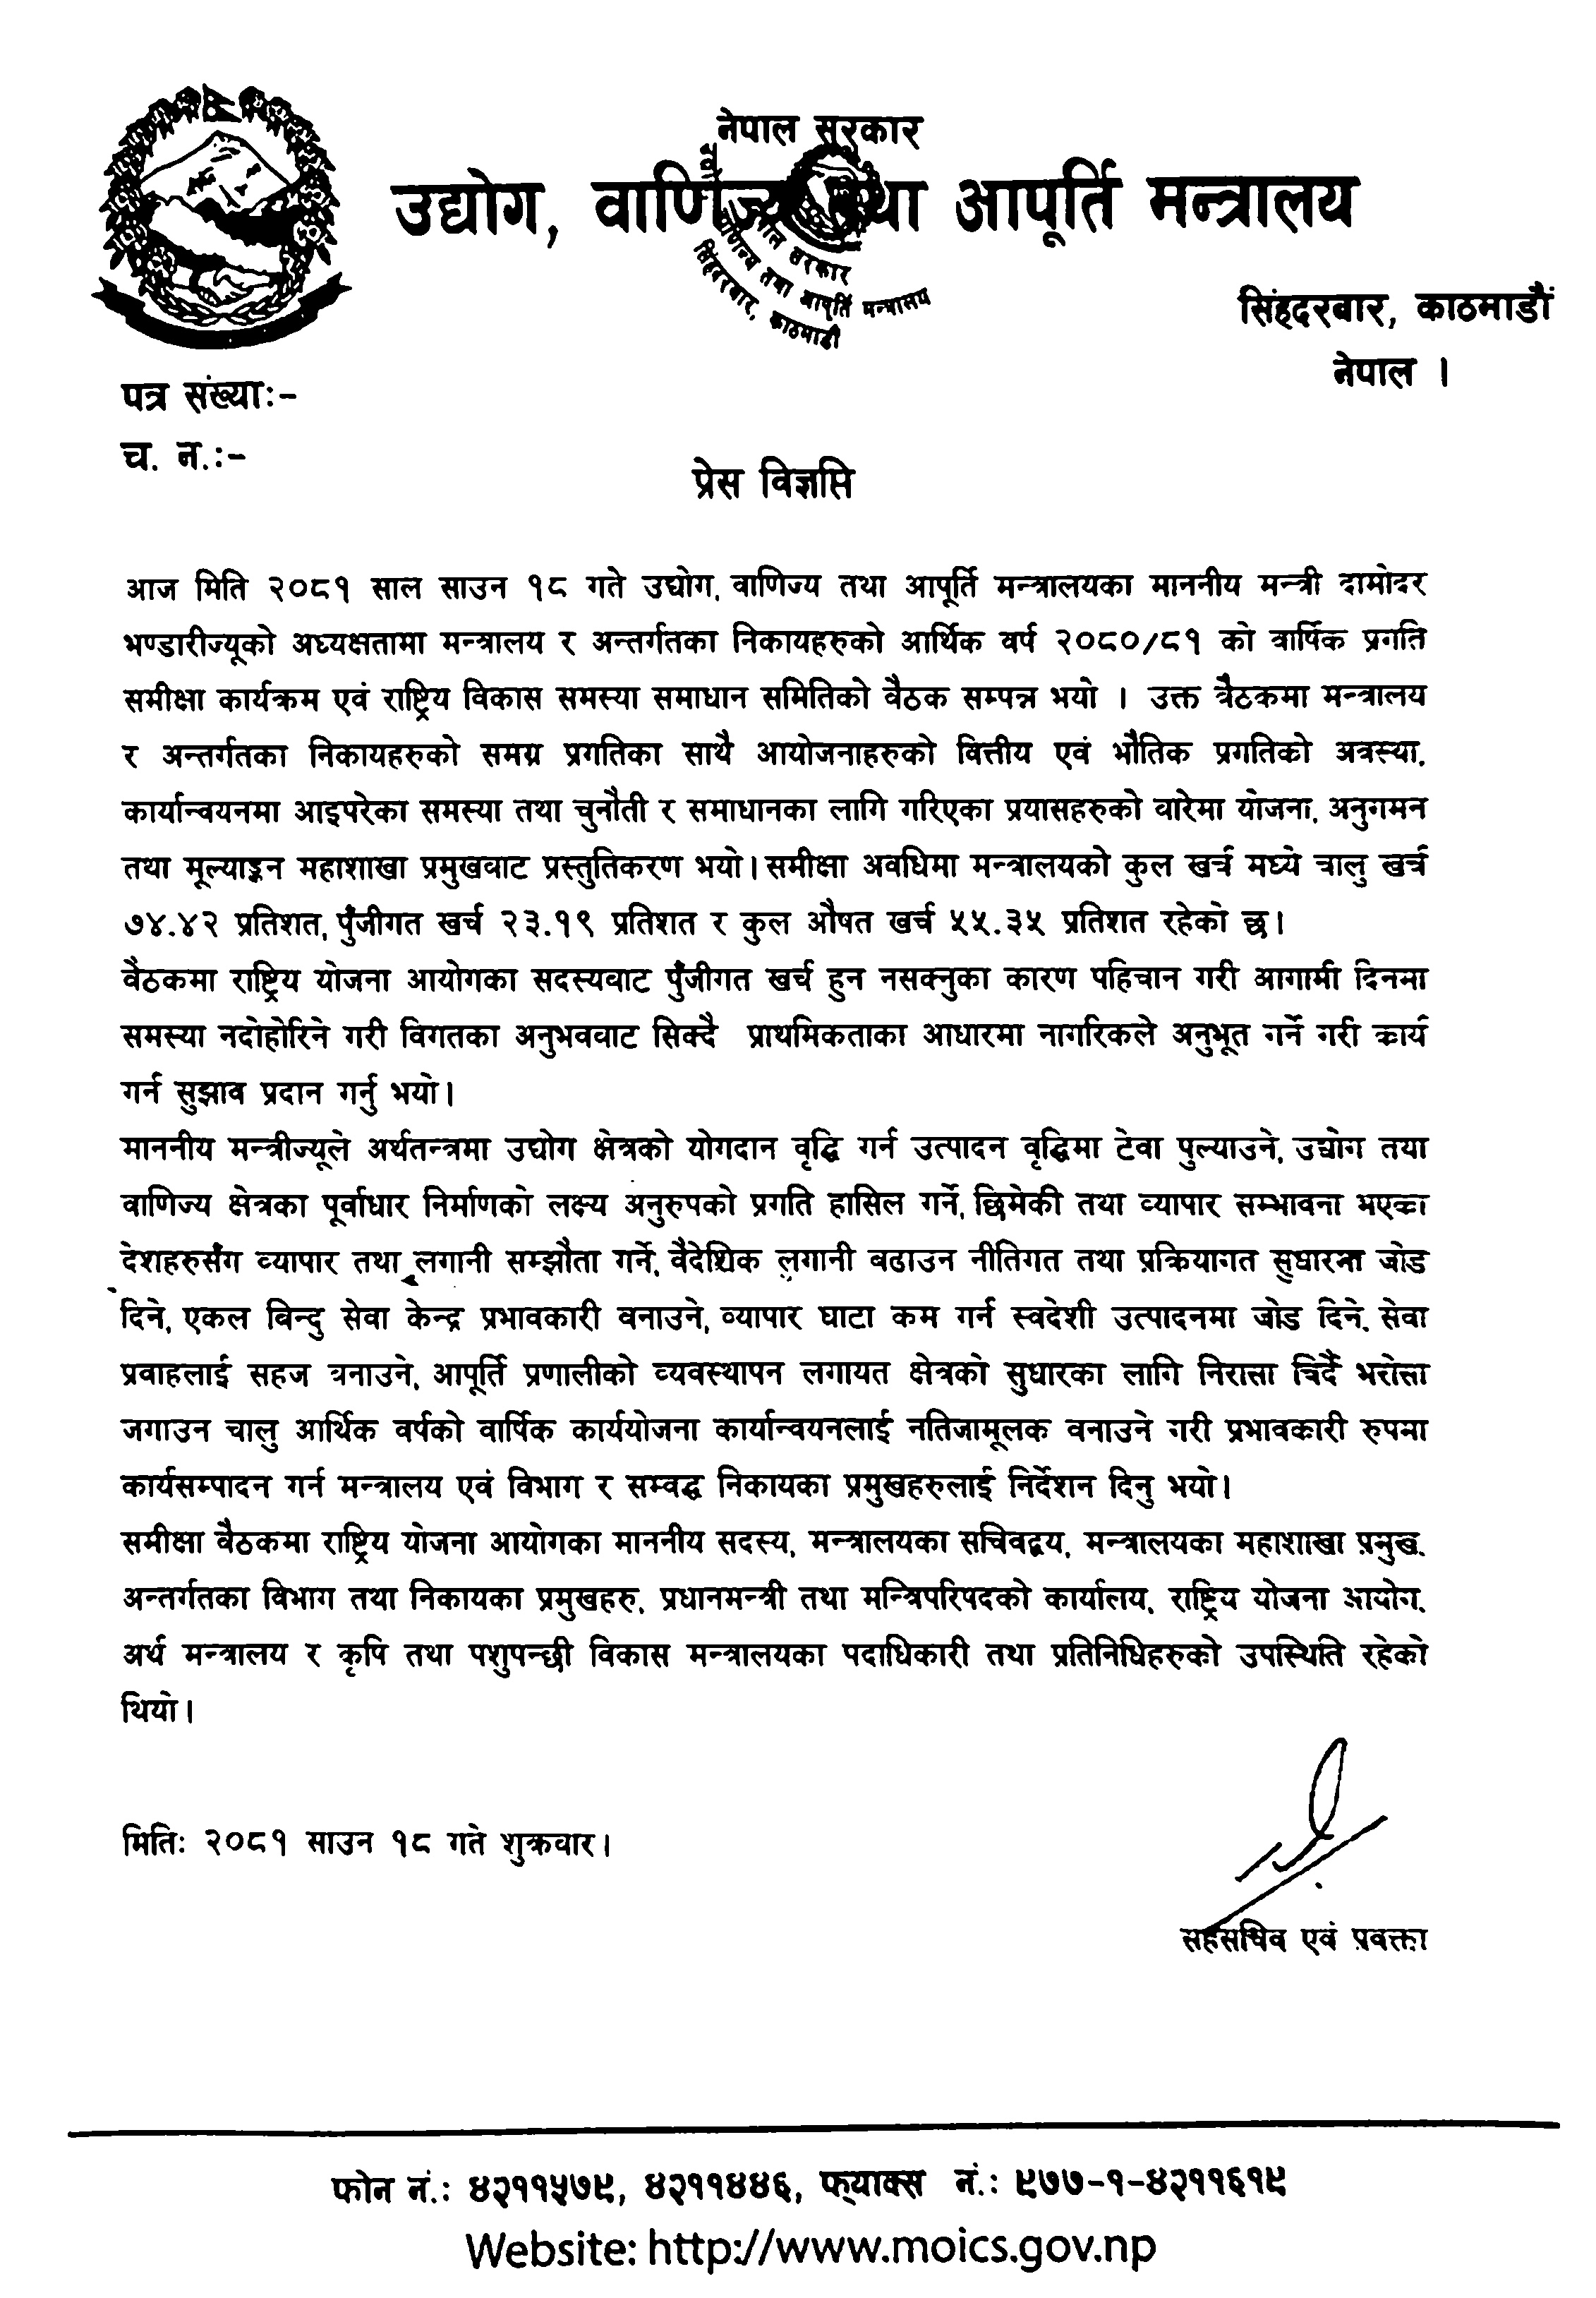 नेपाल सरकार
उद्योग, वाणिज्य तथा आपूर्ति मन्त्रालय
नेपाल सरकार
वाणिज्य तथा आपूर्ति मन्त्रालय
सिंहदरबार, काठमाडौं
सिंहदरबार, काठमाडौं
नेपाल ।
पत्र संख्याः-
च. न.ः-
प्रेस विज्ञप्ति
आज मिति २०८१ साल साउन १८ गते उद्योग, वाणिज्य तथा आपूर्ति मन्त्रालयका माननीय मन्त्री दामोदर
भण्डारीज्यूको अध्यक्षतामा मन्त्रालय र अन्तर्गतका निकायहरुको आर्थिक वर्ष २०८०/८१ को वार्षिक प्रगति
समीक्षा कार्यक्रम एवं राष्ट्रिय विकास समस्या समाधान समितिको बैठक सम्पन्न भयो । उक्त बैठकमा मन्त्रालय
र अन्तर्गतका निकायहरुको समग्र प्रगतिका साथै आयोजनाहरुको वित्तीय एवं भौतिक प्रगतिको अवस्था,
कार्यान्वयनमा आइपरेका समस्या तथा चुनौती र समाधानका लागि गरिएका प्रयासहरुको बारेमा योजना, अनुगमन
तथा मूल्याङ्कन महाशाखा प्रमुखबाट प्रस्तुतिकरण भयो। समीक्षा अवधिमा मन्त्रालयको कुल खर्च मध्ये चालु खर्च
७४.४२ प्रतिशत, पुँजीगत खर्च २३.१९ प्रतिशत र कुल औषत खर्च ५५.३५ प्रतिशत रहेको छ।
बैठकमा राष्ट्रिय योजना आयोगका सदस्यबाट पुँजीगत खर्च हुन नसक्नुका कारण पहिचान गरी आगामी दिनमा
समस्या नदोहोरिने गरी विगतका अनुभवबाट सिक्दै प्राथमिकताका आधारमा नागरिकले अनुभूत गर्ने गरी कार्य
गर्न सुझाव प्रदान गर्नु भयो।
माननीय मन्त्रीज्यूले अर्थतन्त्रमा उद्योग क्षेत्रको योगदान वृद्धि गर्न उत्पादन वृद्धिमा टेवा पुल्याउने, उद्योग तथा
वाणिज्य क्षेत्रका पूर्वाधार निर्माणको लक्ष्य अनुरुपको प्रगति हासिल गर्ने, छिमेकी तथा व्यापार सम्भावना भएका
देशहरुसँग व्यापार तथा लगानी सम्झौता गर्ने, वैदेशिक लगानी बढाउन नीतिगत तथा प्रक्रियागत सुधारमा जोड
दिने, एकल बिन्दु सेवा केन्द्र प्रभावकारी बनाउने, व्यापार घाटा कम गर्न स्वदेशी उत्पादनमा जोड दिने, सेवा
प्रवाहलाई सहज बनाउने, आपूर्ति प्रणालीको व्यवस्थापन लगायत क्षेत्रको सुधारका लागि निरासा चिर्दै भरोसा
जगाउन चालु आर्थिक वर्षको वार्षिक कार्ययोजना कार्यान्वयनलाई नतिजामूलक बनाउने गरी प्रभावकारी रुपमा
कार्यसम्पादन गर्न मन्त्रालय एवं विभाग र सम्वद्ध निकायका प्रमुखहरुलाई निर्देशन दिनु भयो।
समीक्षा बैठकमा राष्ट्रिय योजना आयोगका माननीय सदस्य, मन्त्रालयका सचिवद्वय, मन्त्रालयका महाशाखा प्रमुख,
अन्तर्गतका विभाग तथा निकायका प्रमुखहरु, प्रधानमन्त्री तथा मन्त्रिपरिषदको कार्यालय, राष्ट्रिय योजना आयोग,
अर्थ मन्त्रालय र कृषि तथा पशुपन्छी विकास मन्त्रालयका पदाधिकारी तथा प्रतिनिधिहरुको उपस्थिति रहेको
थियो।
मितिः २०८१ साउन १८ गते शुक्रवार।
सहसचिव एवं प्रवक्ता
फोन नं.ः ४२११५७९, ४२११४४६, फ्याक्स नं.ः ९७७-१-४२११६१९
Website: http://www.moics.gov.np